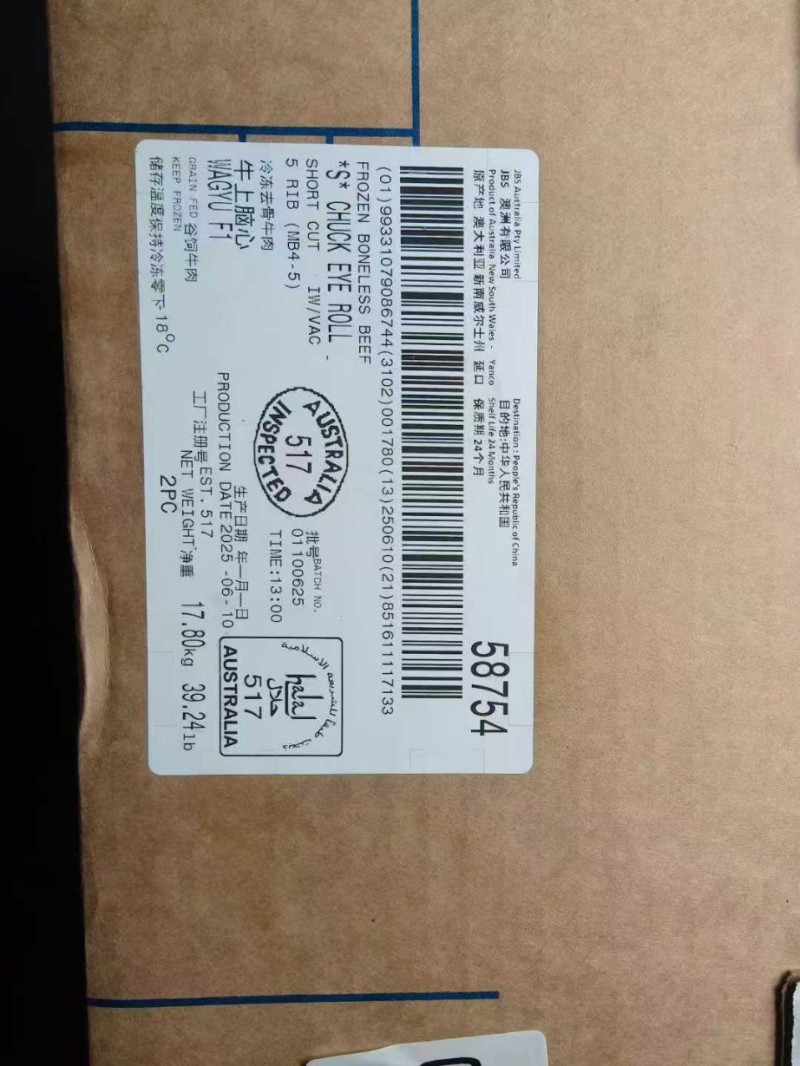 JBS Australia Pty Limited
JBS 澳洲有限公司
Product of Australia New South Wales - Yanco
原产地 澳大利亚 新南威尔士州 延口
Destination: People's Republic of China
目的地:中华人民共和国
Shelf Life 24 Months
保质期 24个月
58754
(01)99331079086744(3102)001780(13)250610(21)851611117133
FROZEN BONELESS BEEF
*S* CHUCK EYE ROLL -
SHORT CUT IW/VAC
5 RIB (MB4-5)
冷冻去骨牛肉
牛上脑心
WAGYU F1
GRAIN FED 谷饲牛肉
KEEP FROZEN
储存温度保持冷冻零下-18°C
AUSTRALIA
517
INSPECTED
批号BATCH NO.
01100625
TIME:13:00
生产日期 年—月—日
PRODUCTION DATE 2025-06-10
工厂注册号EST. 517
NET WEIGHT净重 17.80kg 39.24lb
2PC
halal
حلال
517
AUSTRALIA